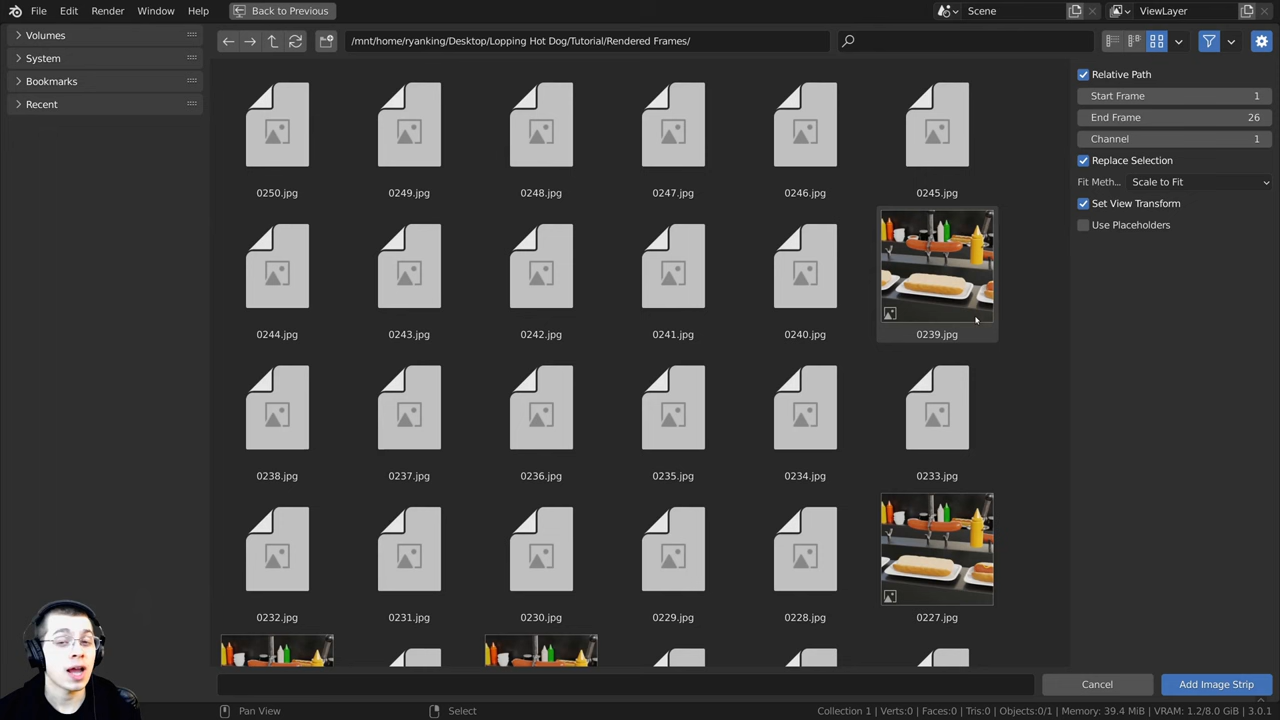 File Edit Render Window Help Back to Previous Scene ViewLayer
Volumes
System
Bookmarks
Recent
/mnt/home/ryanking/Desktop/Lopping Hot Dog/Tutorial/Rendered Frames/
Relative Path
Start Frame 1
End Frame 26
Channel 1
Replace Selection
Fit Meth... Scale to Fit
Set View Transform
Use Placeholders
0250.jpg 0249.jpg 0248.jpg 0247.jpg 0246.jpg 0245.jpg
0244.jpg 0243.jpg 0242.jpg 0241.jpg 0240.jpg 0239.jpg
0238.jpg 0237.jpg 0236.jpg 0235.jpg 0234.jpg 0233.jpg
0232.jpg 0231.jpg 0230.jpg 0229.jpg 0228.jpg 0227.jpg
Cancel Add Image Strip
Pan View Select Collection 1 | Verts:0 | Faces:0 | Tris:0 | Objects:0/1 | Memory: 39.4 MiB | VRAM: 1.2/8.0 GiB | 3.0.1